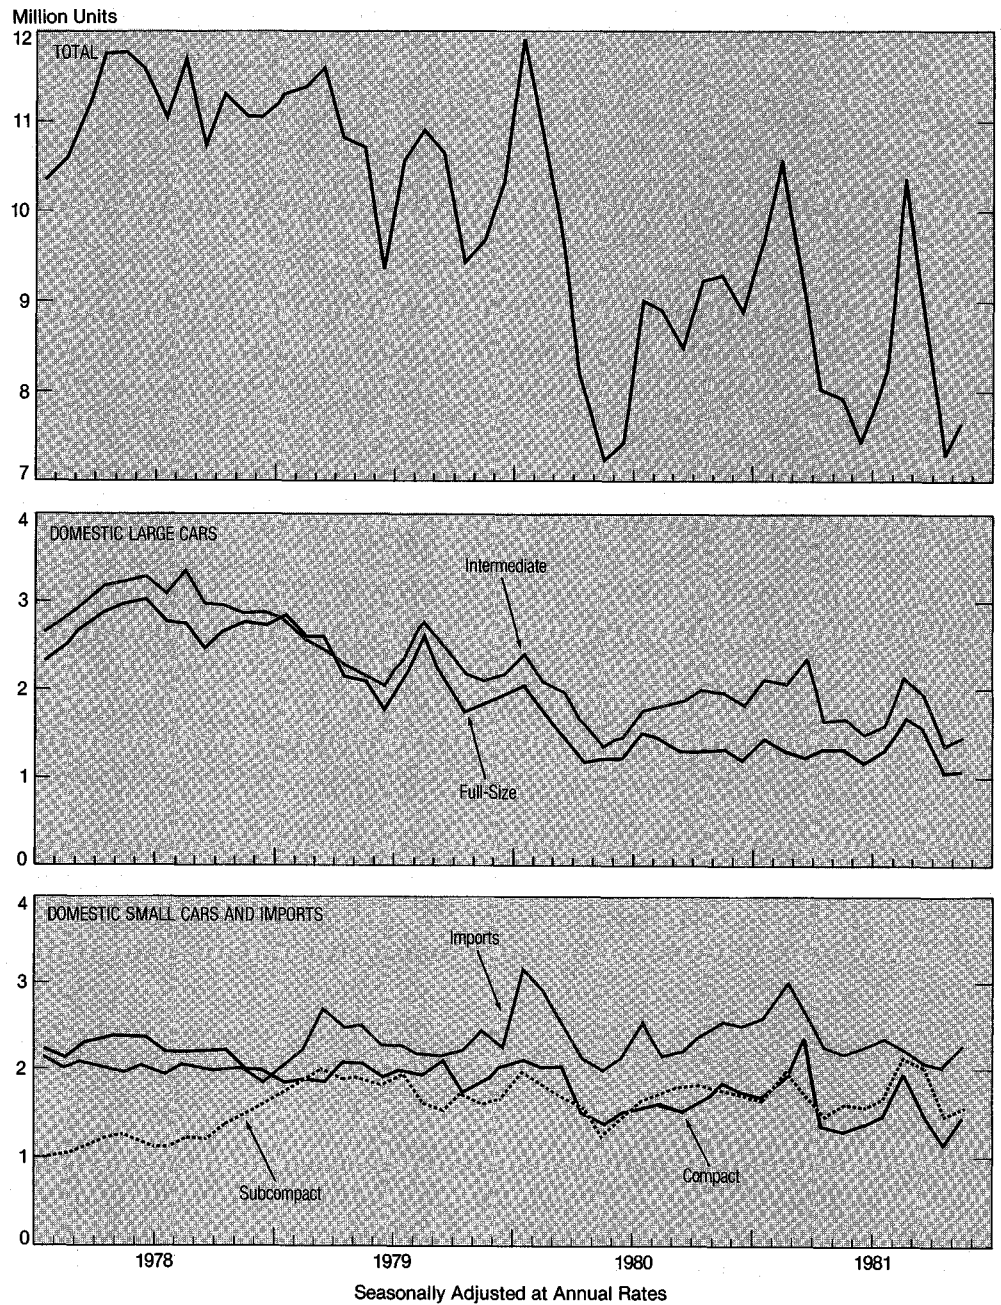 Million Units
12
TOTAL
11
10
9
8
7
4
DOMESTIC LARGE CARS
Intermediate
3
2
1
Full-Size
0
4
DOMESTIC SMALL CARS AND IMPORTS
Imports
3
2
1
Subcompact
Compact
0
1978 1979 1980 1981
Seasonally Adjusted at Annual Rates